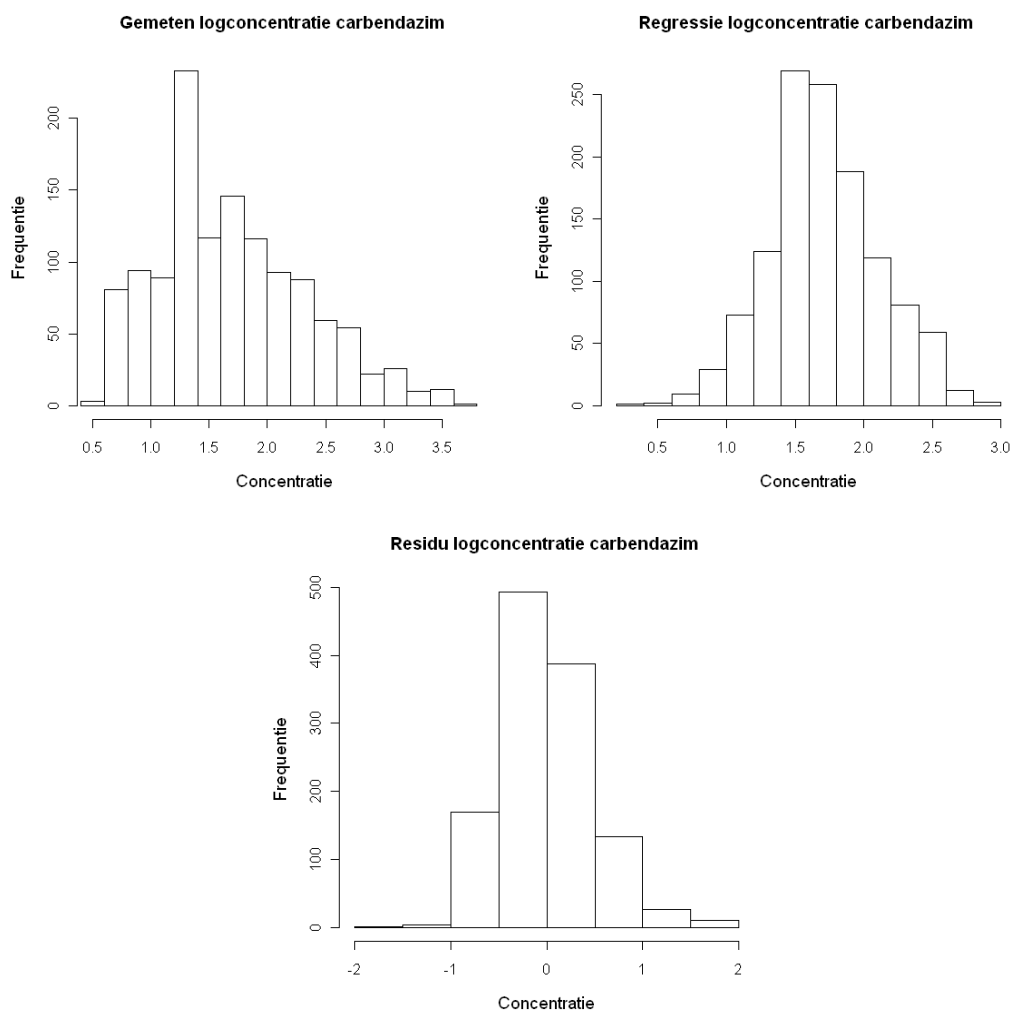 Gemeten logconcentratie carbendazim
Frequentie
0
50
100
150
200
0.5 1.0 1.5 2.0 2.5 3.0 3.5
Concentratie
Regressie logconcentratie carbendazim
Frequentie
0
50
100
150
200
250
0.5 1.0 1.5 2.0 2.5 3.0
Concentratie
Residu logconcentratie carbendazim
Frequentie
0
100
200
300
400
500
-2 -1 0 1 2
Concentratie